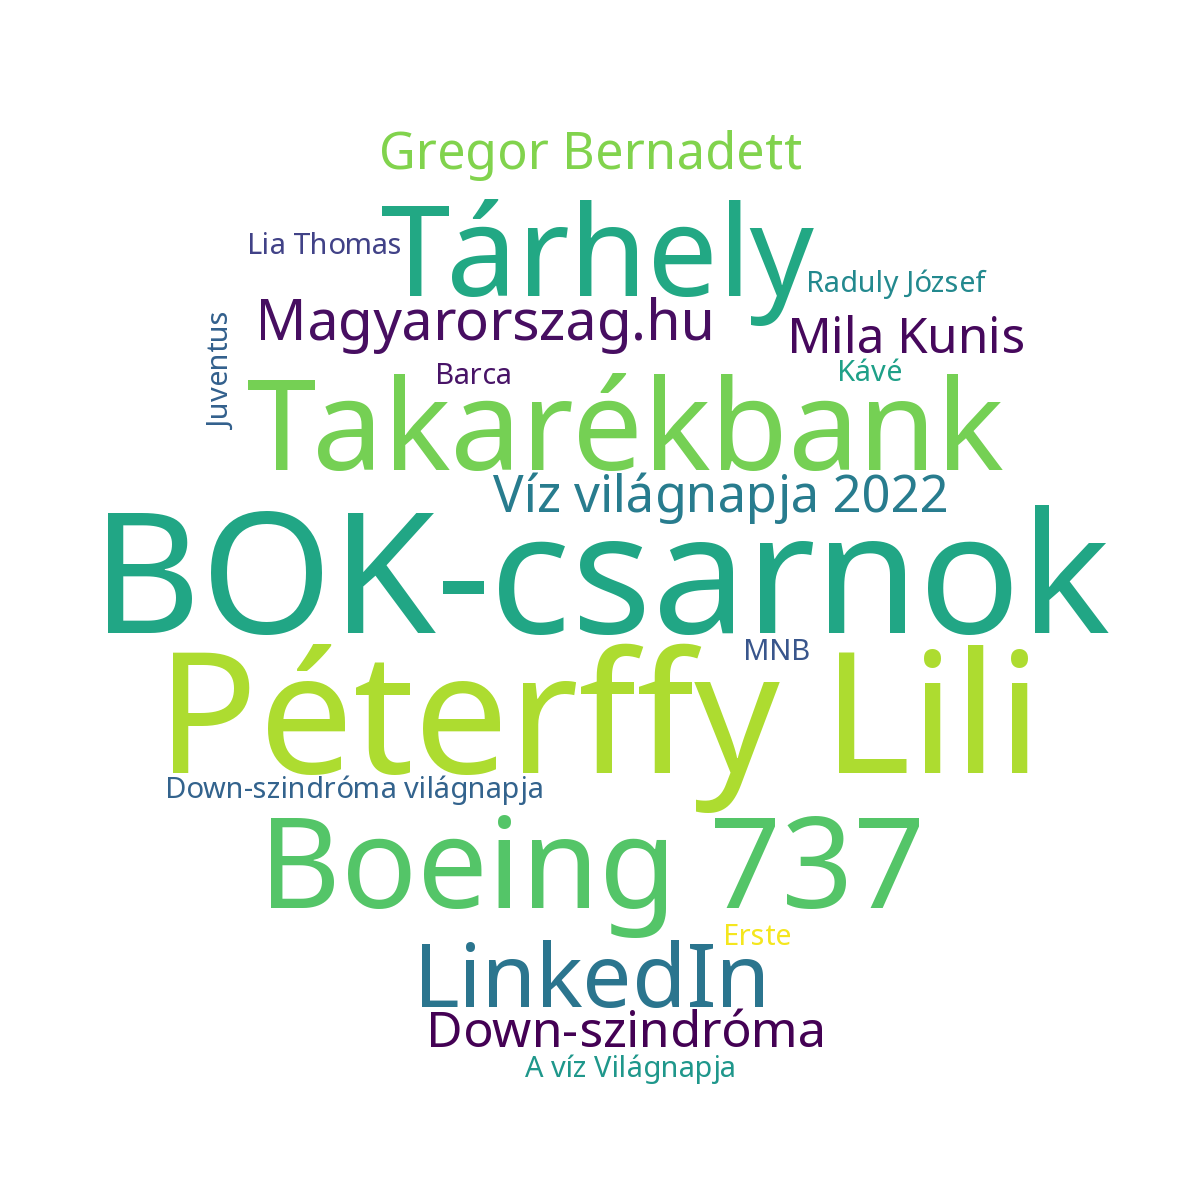 Gregor Bernadett
Tárhely
Lia Thomas
Raduly József
Magyarorszag.hu
Mila Kunis
Juventus
Barca
Kávé
Takarékbank
Víz világnapja 2022
BOK-csarnok
MNB
Péterffy Lili
Down-szindróma világnapja
Boeing 737
Erste
LinkedIn
Down-szindróma
A víz Világnapja